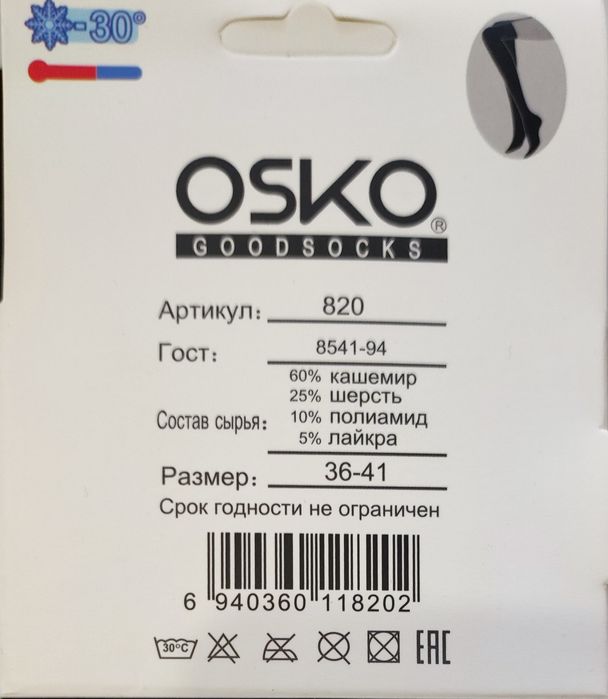 -30°
OSKO®
GOODSOCKS
Артикул: 820
Гост: 8541-94
Состав сырья: 60% кашемир
25% шерсть
10% полиамид
5% лайкра
Размер: 36-41
Срок годности не ограничен
6 940360 118202
30°C EAC